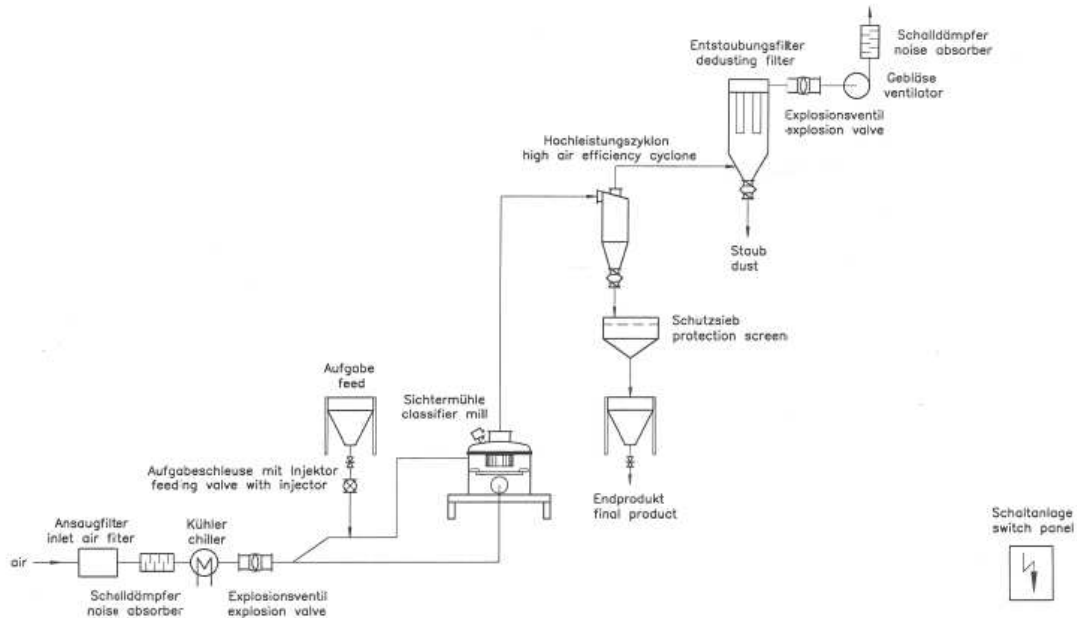 Schalldämpfer
noise absorber
Entstaubungsfilter
dedusting filter
Gebläse
ventilator
Explosionsventil
explosion valve
Hochleistungszyklon
high air efficiency cyclone
Staub
dust
Schutzsieb
protection screen
Aufgabe
feed
Sichtermühle
classifier mill
Aufgabeschleuse mit Injektor
feeding valve with injector
Endprodukt
final product
Schaltanlage
switch panel
Ansaugfilter
inlet air filter
Kühler
chiller
air
M
Schalldämpfer
noise absorber
Explosionsventil
explosion valve